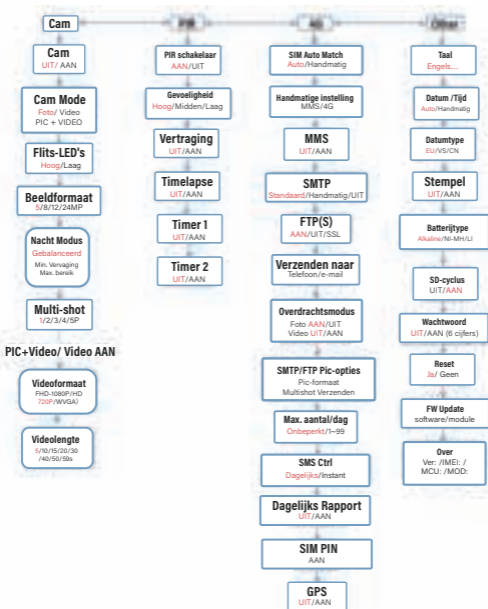 Cam
PIR
4G
Other
Cam
UIT/ AAN
Cam Mode
Foto/ Video
PIC + VIDEO
Flits-LED's
Hoog/Laag
Beeldformaat
5/8/12/24MP
Nacht Modus
Gebalanceerd
Min. Vervaging
Max. bereik
Multi-shot
1/2/3/4/5P
PIC+Video/ Video AAN
Videoformaat
FHD-1080P/HD
720P/WVGA)
Videolengte
5/10/15/20/30
/40/50/59s
PIR schakelaar
AAN/UIT
Gevoeligheid
Hoog/Midden/Laag
Vertraging
UIT/AAN
Timelapse
UIT/AAN
Timer 1
UIT/AAN
Timer 2
UIT/AAN
SIM Auto Match
Auto/Handmatig
Handmatige instelling
MMS/4G
MMS
UIT/AAN
SMTP
Standaard/Handmatig/UIT
FTP(S)
AAN/UIT/SSL
Verzenden naar
Telefoon/e-mail
Overdrachtsmodus
Foto AAN/UIT
Video UIT/AAN
SMTP/FTP Pic-opties
Pic-formaat
Multishot Verzenden
Max. aantal/dag
Onbeperkt/1~99
SMS Ctrl
Dagelijks/Instant
Dagelijks Rapport
UIT/AAN
SIM PIN
AAN
GPS
UIT/AAN
Taal
Engels...
Datum /Tijd
Auto/Handmatig
Datumtype
EU/VS/CN
Stempel
UIT/AAN
Batterijtype
Alkaline/NI-MH/LI
SD-cyclus
UIT/AAN
Wachtwoord
UIT/AAN (6 cijfers)
Reset
Ja/ Geen
FW Update
software/module
Over
Ver: /IMEI: /
MCU: /MOD: